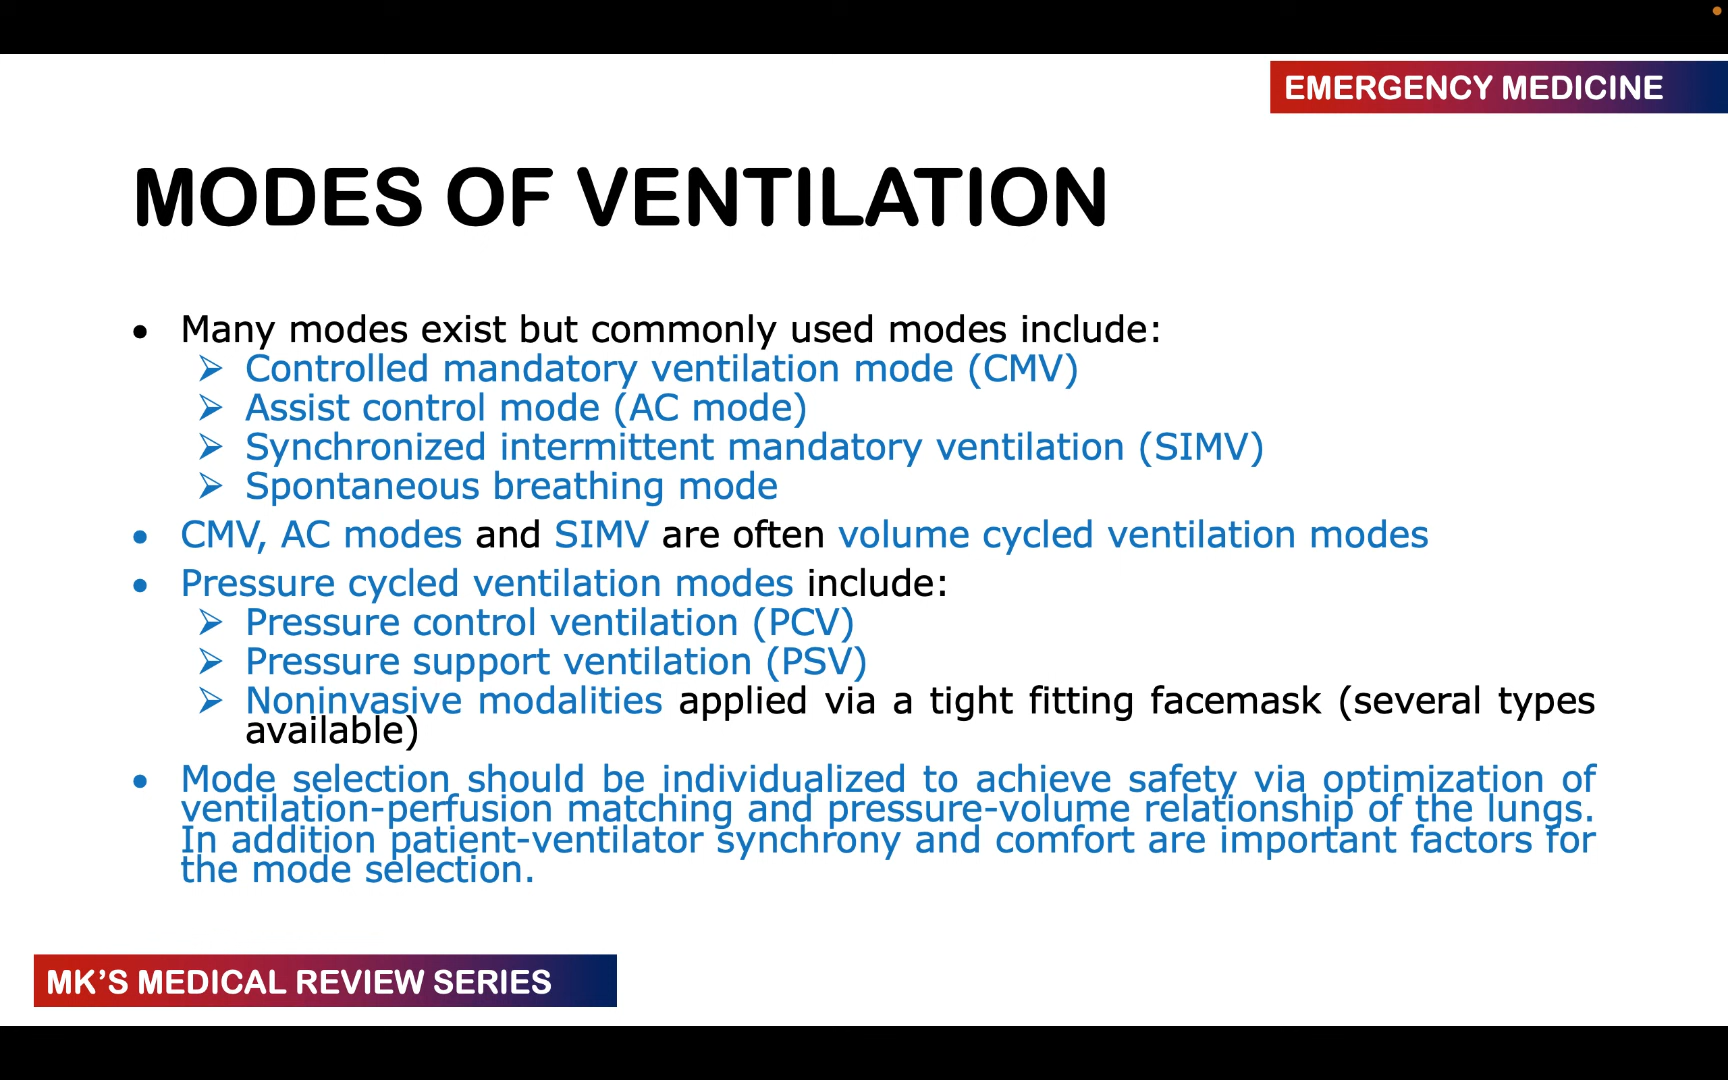 EMERGENCY MEDICINE
MODES OF VENTILATION
• Many modes exist but commonly used modes include:
➢ Controlled mandatory ventilation mode (CMV)
➢ Assist control mode (AC mode)
➢ Synchronized intermittent mandatory ventilation (SIMV)
➢ Spontaneous breathing mode
• CMV, AC modes and SIMV are often volume cycled ventilation modes
• Pressure cycled ventilation modes include:
➢ Pressure control ventilation (PCV)
➢ Pressure support ventilation (PSV)
➢ Noninvasive modalities applied via a tight fitting facemask (several types
available)
• Mode selection should be individualized to achieve safety via optimization of
ventilation-perfusion matching and pressure-volume relationship of the lungs.
In addition patient-ventilator synchrony and comfort are important factors for
the mode selection.
MK'S MEDICAL REVIEW SERIES